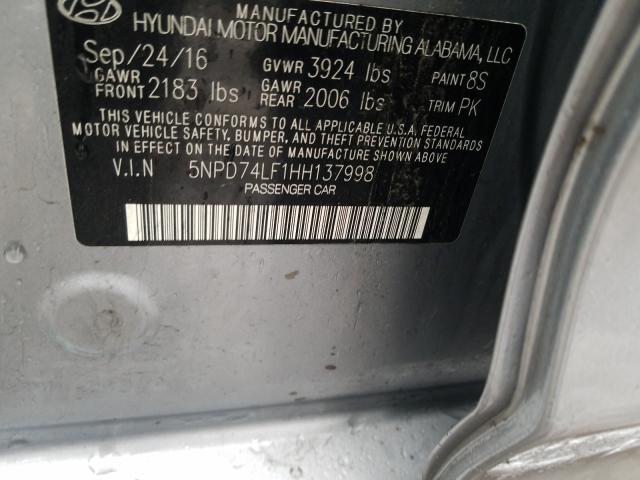 MANUFACTURED BY
HYUNDAI MOTOR MANUFACTURING ALABAMA, LLC
Sep/24/16 GVWR 3924 lbs PAINT 8S
GAWR FRONT 2183 lbs GAWR REAR 2006 lbs TRIM PK
THIS VEHICLE CONFORMS TO ALL APPLICABLE U.S.A. FEDERAL
MOTOR VEHICLE SAFETY, BUMPER, AND THEFT PREVENTION STANDARDS
IN EFFECT ON THE DATE OF MANUFACTURE SHOWN ABOVE
V.I.N 5NPD74LF1HH137998
PASSENGER CAR